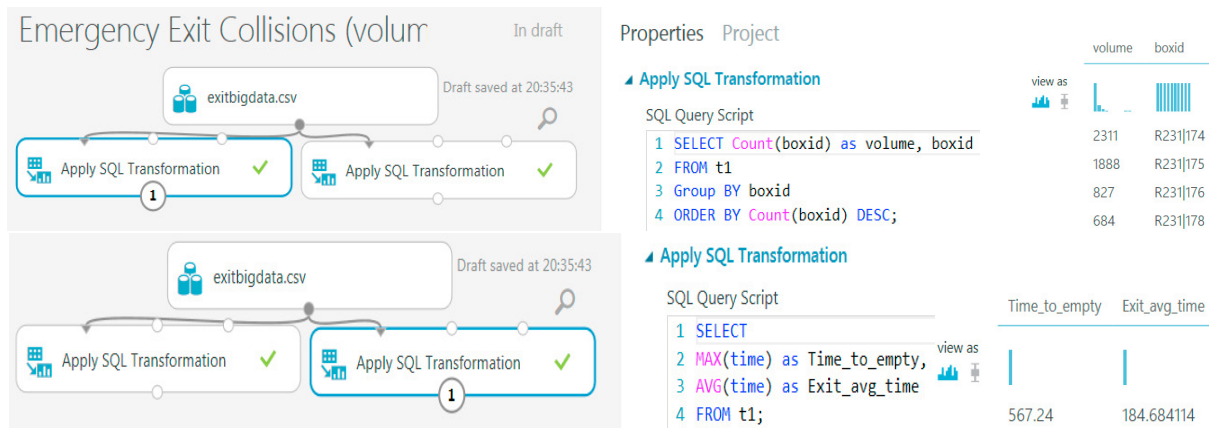 Emergency Exit Collisions (volum
In draft
exitbigdata.csv
Draft saved at 20:35:43
Apply SQL Transformation
1
Apply SQL Transformation
Properties Project
Apply SQL Transformation
SQL Query Script
1 SELECT Count(boxid) as volume, boxid
2 FROM t1
3 Group BY boxid
4 ORDER BY Count(boxid) DESC;
view as
volume boxid
2311 R231|174
1888 R231|175
827 R231|176
684 R231|178
exitbigdata.csv
Draft saved at 20:35:43
Apply SQL Transformation
Apply SQL Transformation
1
Apply SQL Transformation
SQL Query Script
1 SELECT
2 MAX(time) as Time_to_empty,
3 AVG(time) as Exit_avg_time
4 FROM t1;
view as
Time_to_empty Exit_avg_time
567.24 184.684114